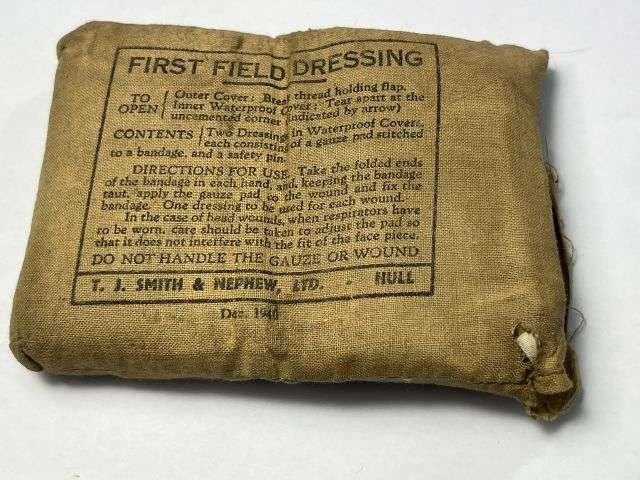 FIRST FIELD DRESSING
TO OPEN { Outer Cover: Break thread holding flap.
Inner Waterproof Cover: Tear apart at the
uncemented corner (indicated by arrow)
CONTENTS { Two Dressings in Waterproof Covers,
each consisting of a gauze pad stitched
to a bandage, and a safety pin.
DIRECTIONS FOR USE. Take the folded ends
of the bandage in each hand, and, keeping the bandage
taut, apply the gauze pad to the wound and fix the
bandage. One dressing to be used for each wound.
In the case of head wounds, when respirators have
to be worn, care should be taken to adjust the pad so
that it does not interfere with the fit of the face piece.
DO NOT HANDLE THE GAUZE OR WOUND
T. J. SMITH & NEPHEW, LTD. - HULL
Dec. 1940